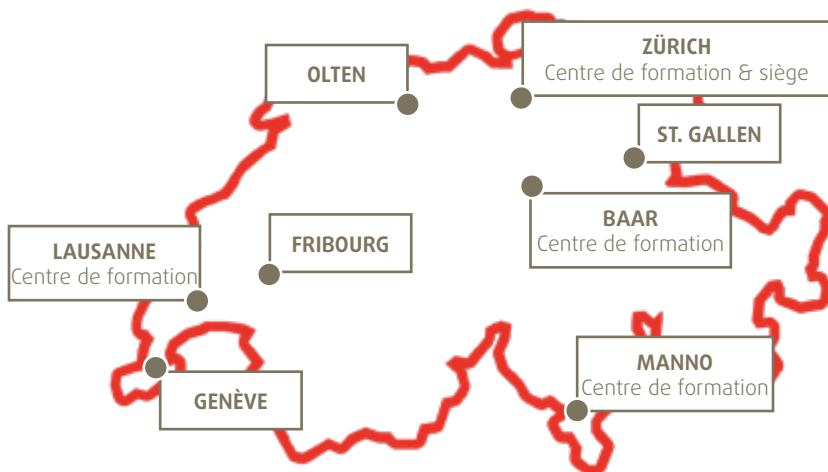 OLTEN
ZÜRICH
Centre de formation & siège
ST. GALLEN
LAUSANNE
Centre de formation
FRIBOURG
BAAR
Centre de formation
GENÈVE
MANNO
Centre de formation